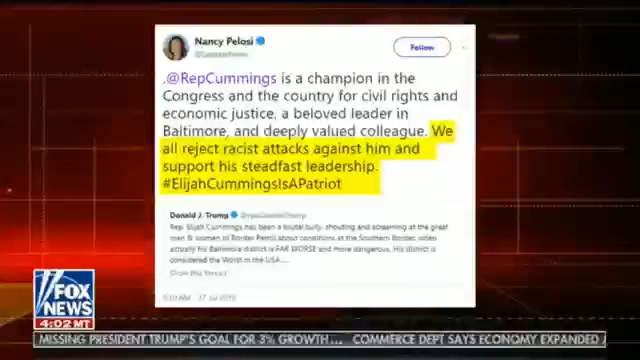 Nancy Pelosi
Follow
.@RepCummings is a champion in the
Congress and the country for civil rights and
economic justice, a beloved leader in
Baltimore, and deeply valued colleague. We
all reject racist attacks against him and
support his steadfast leadership.
#ElijahCummingsIsAPatriot
Donald J. Trump @realDonaldTrump
Rep. Elijah Cummings has been a brutal bully, shouting and screaming at the great
men & women of Border Patrol about conditions at the Southern Border, when
actually his Baltimore district is FAR WORSE and more dangerous. His district is
considered the Worst in the USA......
Show this thread
27 Jul 2019
FOX
NEWS
4:02 MT
MISSING PRESIDENT TRUMP'S GOAL FOR 3% GROWTH... COMMERCE DEPT SAYS ECONOMY EXPANDED